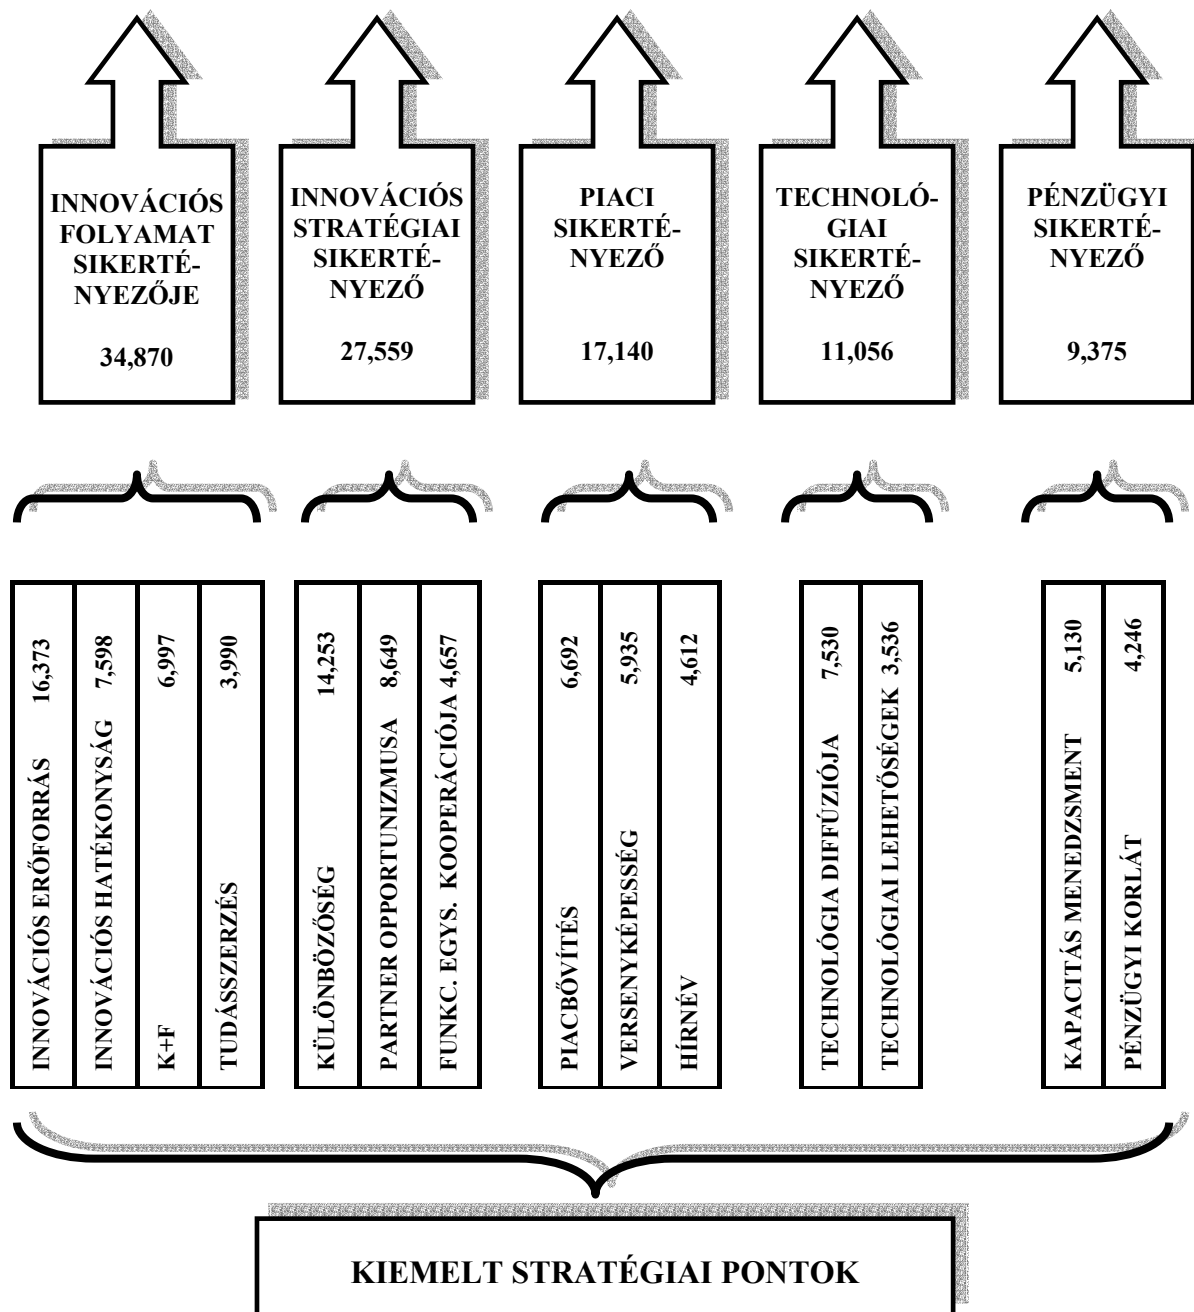 INNOVÁCIÓS
FOLYAMAT
SIKERTÉ-
NYEZŐJE
34,870
INNOVÁCIÓS
STRATÉGIAI
SIKERTÉ-
NYEZŐ
27,559
PIACI
SIKERTÉ-
NYEZŐ
17,140
TECHNOLÓ-
GIAI
SIKERTÉ-
NYEZŐ
11,056
PÉNZÜGYI
SIKERTÉ-
NYEZŐ
9,375
INNOVÁCIÓS ERŐFORRÁS 16,373
INNOVÁCIÓS HATÉKONYSÁG 7,598
K+F 6,997
TUDÁSSZERZÉS 3,990
KÜLÖNBÖZŐSÉG 14,253
PARTNER OPPORTUNIZMUSA 8,649
FUNKC. EGYS. KOOPERÁCIÓJA 4,657
PIACBŐVÍTÉS 6,692
VERSENYKÉPESSÉG 5,935
HÍRNÉV 4,612
TECHNOLÓGIA DIFFÚZIÓJA 7,530
TECHNOLÓGIAI LEHETŐSÉGEK 3,536
KAPACITÁS MENEDZSMENT 5,130
PÉNZÜGYI KORLÁT 4,246
KIEMELT STRATÉGIAI PONTOK